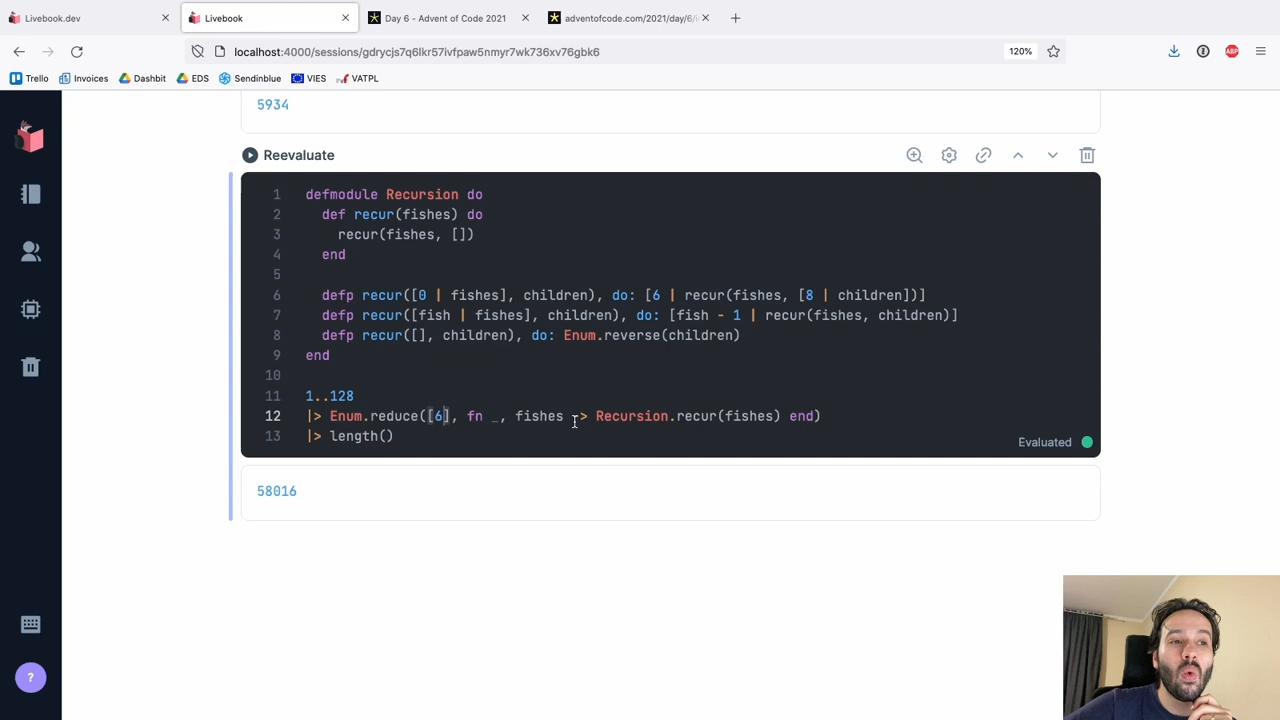 Livebook.dev
Livebook
Day 6 - Advent of Code 2021
adventofcode.com/2021/day/6/i
localhost:4000/sessions/gdrycjs7q6lkr57ivfpaw5nmyr7wk736xv76gbk6
120%
ABP
Trello
Invoices
Dashbit
EDS
Sendinblue
VIES
VATPL
5934
Reevaluate
1 defmodule Recursion do
2 def recur(fishes) do
3 recur(fishes, [])
4 end
5
6 defp recur([0 | fishes], children), do: [6 | recur(fishes, [8 | children])]
7 defp recur([fish | fishes], children), do: [fish - 1 | recur(fishes, children)]
8 defp recur([], children), do: Enum.reverse(children)
9 end
10
11 1..128
12 |> Enum.reduce([6], fn _, fishes -> Recursion.recur(fishes) end)
13 |> length()
Evaluated
58016
?